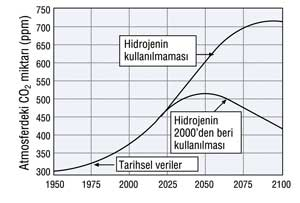 Atmosferdeki CO₂ miktarı (ppm)
750
700
650
600
550
500
450
400
350
300
Hidrojenin
kullanılmaması
Hidrojenin
2000'den beri
kullanılması
Tarihsel veriler
1950 1975 2000 2025 2050 2075 2100